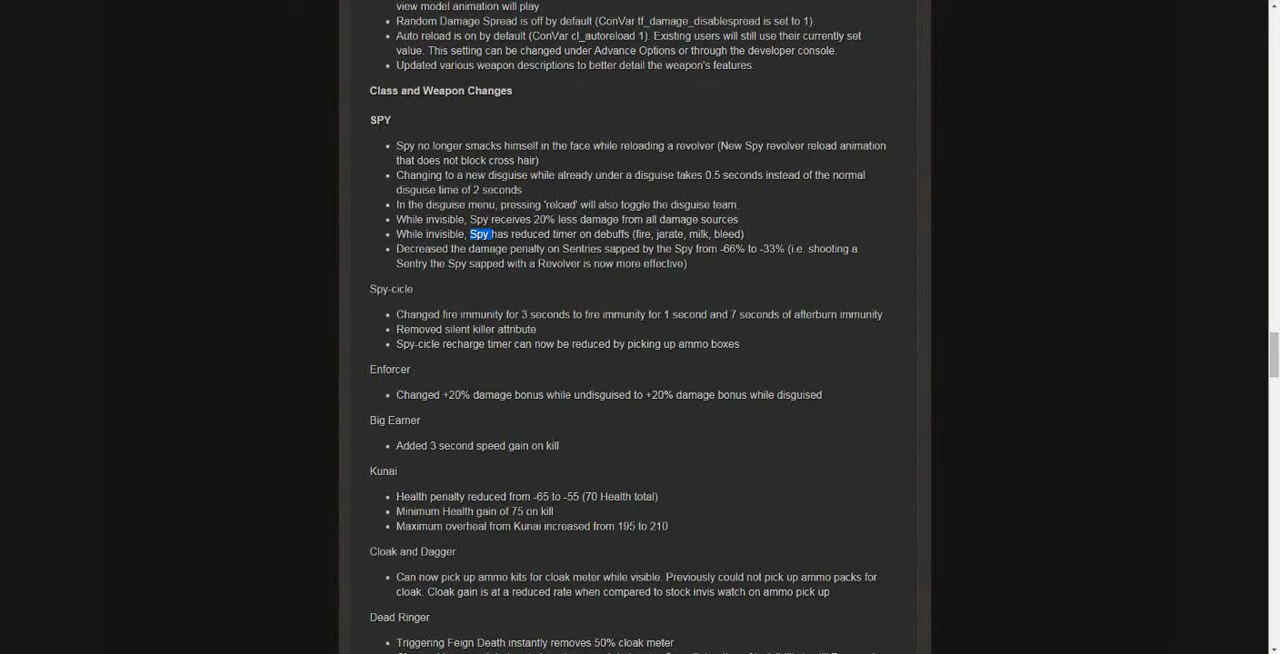 view model animation will play.
Random Damage Spread is off by default (ConVar tf_damage_disablespread is set to 1).
Auto reload is on by default (ConVar cl_autoreload 1). Existing users will still use their currently set
value. This setting can be changed under Advance Options or through the developer console.
Updated various weapon descriptions to better detail the weapon's features.
Class and Weapon Changes
SPY
Spy no longer smacks himself in the face while reloading a revolver (New Spy revolver reload animation
that does not block cross hair)
Changing to a new disguise while already under a disguise takes 0.5 seconds instead of the normal
disguise time of 2 seconds
In the disguise menu, pressing 'reload' will also toggle the disguise team.
While invisible, Spy receives 20% less damage from all damage sources
While invisible, Spy has reduced timer on debuffs (fire, jarate, milk, bleed)
Decreased the damage penalty on Sentries sapped by the Spy from -66% to -33% (i.e. shooting a
Sentry the Spy sapped with a Revolver is now more effective)
Spy-cicle
Changed fire immunity for 3 seconds to fire immunity for 1 second and 7 seconds of afterburn immunity
Removed silent killer attribute
Spy-cicle recharge timer can now be reduced by picking up ammo boxes
Enforcer
Changed +20% damage bonus while undisguised to +20% damage bonus while disguised
Big Earner
Added 3 second speed gain on kill
Kunai
Health penalty reduced from -65 to -55 (70 Health total)
Minimum Health gain of 75 on kill
Maximum overheal from Kunai increased from 195 to 210
Cloak and Dagger
Can now pick up ammo kits for cloak meter while visible. Previously could not pick up ammo packs for
cloak. Cloak gain is at a reduced rate when compared to stock invis watch on ammo pick up
Dead Ringer
Triggering Feign Death instantly removes 50% cloak meter